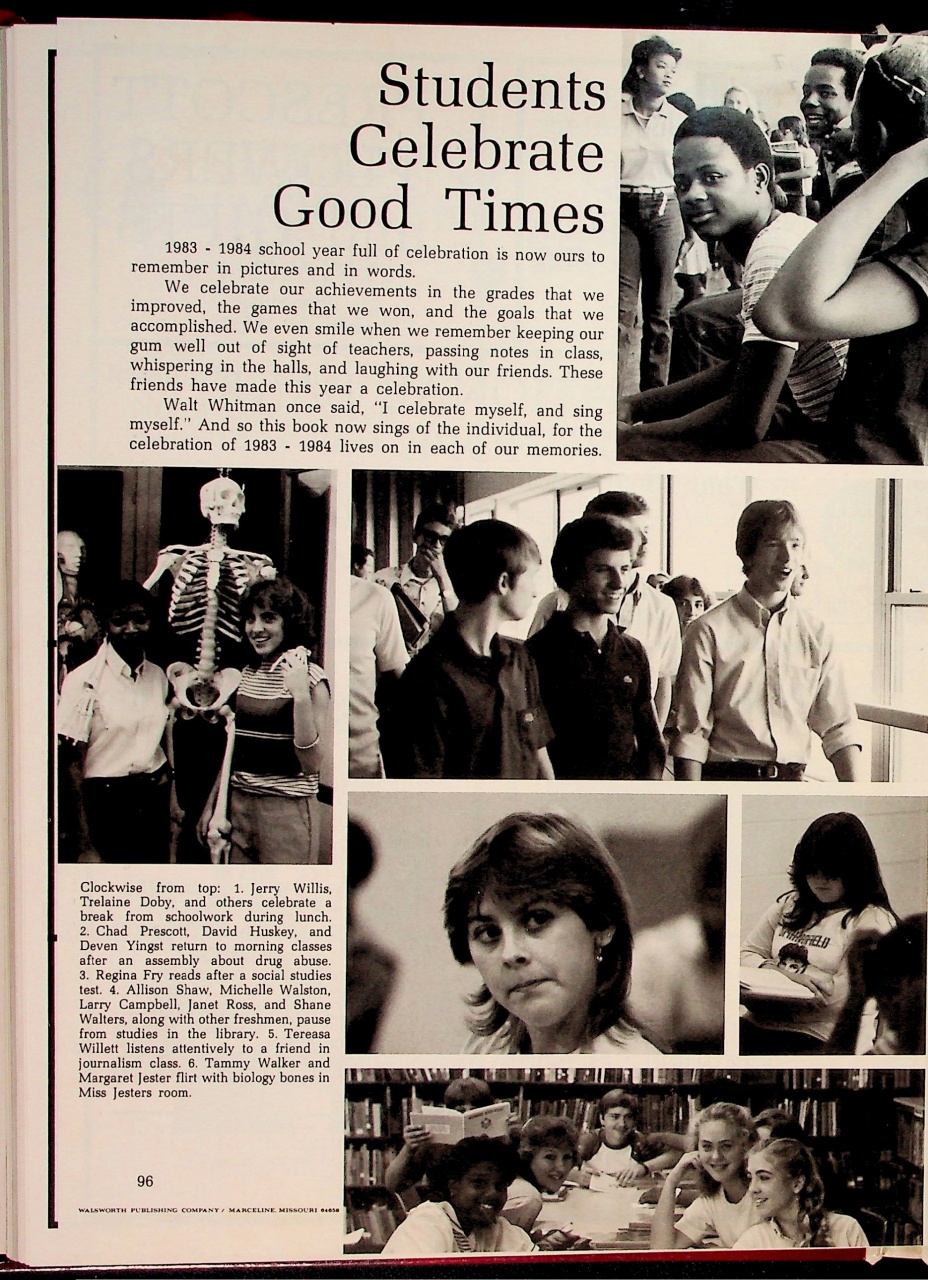 Students
Celebrate
Good Times
1983 - 1984 school year full of celebration is now ours to
remember in pictures and in words.
We celebrate our achievements in the grades that we
improved, the games that we won, and the goals that we
accomplished. We even smile when we remember keeping our
gum well out of sight of teachers, passing notes in class,
whispering in the halls, and laughing with our friends. These
friends have made this year a celebration.
Walt Whitman once said, "I celebrate myself, and sing
myself." And so this book now sings of the individual, for the
celebration of 1983 - 1984 lives on in each of our memories.
Clockwise from top: 1. Jerry Willis,
Trelaine Doby, and others celebrate a
break from schoolwork during lunch.
2. Chad Prescott, David Huskey, and
Deven Yingst return to morning classes
after an assembly about drug abuse.
3. Regina Fry reads after a social studies
test. 4. Allison Shaw, Michelle Walston,
Larry Campbell, Janet Ross, and Shane
Walters, along with other freshmen, pause
from studies in the library. 5. Tereasa
Willett listens attentively to a friend in
journalism class. 6. Tammy Walker and
Margaret Jester flirt with biology bones in
Miss Jesters room.
96
WALSWORTH PUBLISHING COMPANY / MARCELINE, MISSOURI 64658